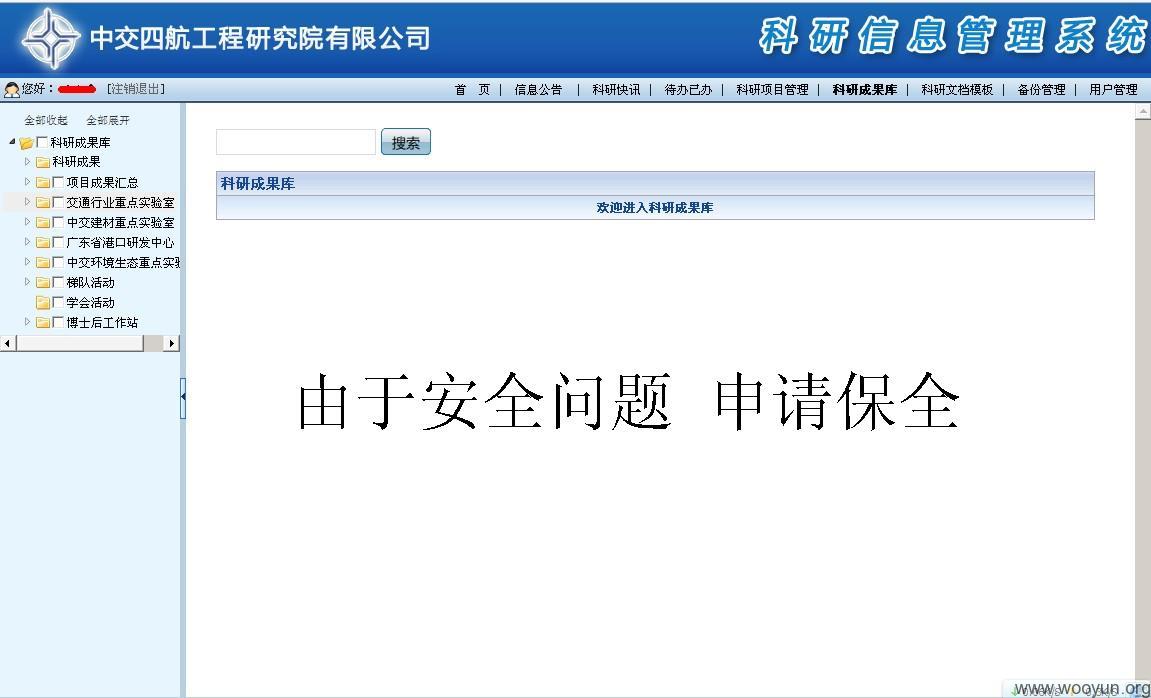 中交四航工程研究院有限公司
科研信息管理系统
您好： [注销退出]
首 页 | 信息公告 | 科研快讯 | 待办已办 | 科研项目管理 | 科研成果库 | 科研文档模板 | 备份管理 | 用户管理
全部收起 全部展开
科研成果库
科研成果
项目成果汇总
交通行业重点实验室
中交建材重点实验室
广东省港口研发中心
中交环境生态重点实验
梯队活动
学会活动
博士后工作站
搜索
科研成果库
欢迎进入科研成果库
由于安全问题 申请保全
www.wooyun.org